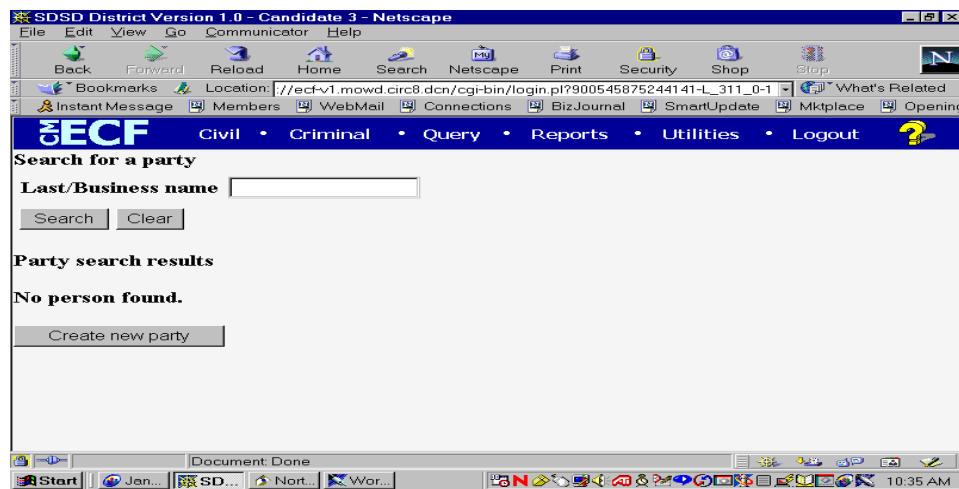 SDSD District Version 1.0 - Candidate 3 - Netscape
File Edit View Go Communicator Help
My
Back Forward Reload Home Search Netscape Print Security Shop Stop
N
Bookmarks Location: ://ecf-v1.mowd.circ8.dcn/cgi-bin/login.pl?900545875244141-L_311_0-1 What's Related
Instant Message Members WebMail Connections BizJournal SmartUpdate Mktplace Opening
CM ECF Civil • Criminal • Query • Reports • Utilities • Logout ?
Search for a party
Last/Business name
Search Clear
Party search results
No person found.
Create new party
Document: Done
Start Jan... SD... Nort... Wor... N 10:35 AM